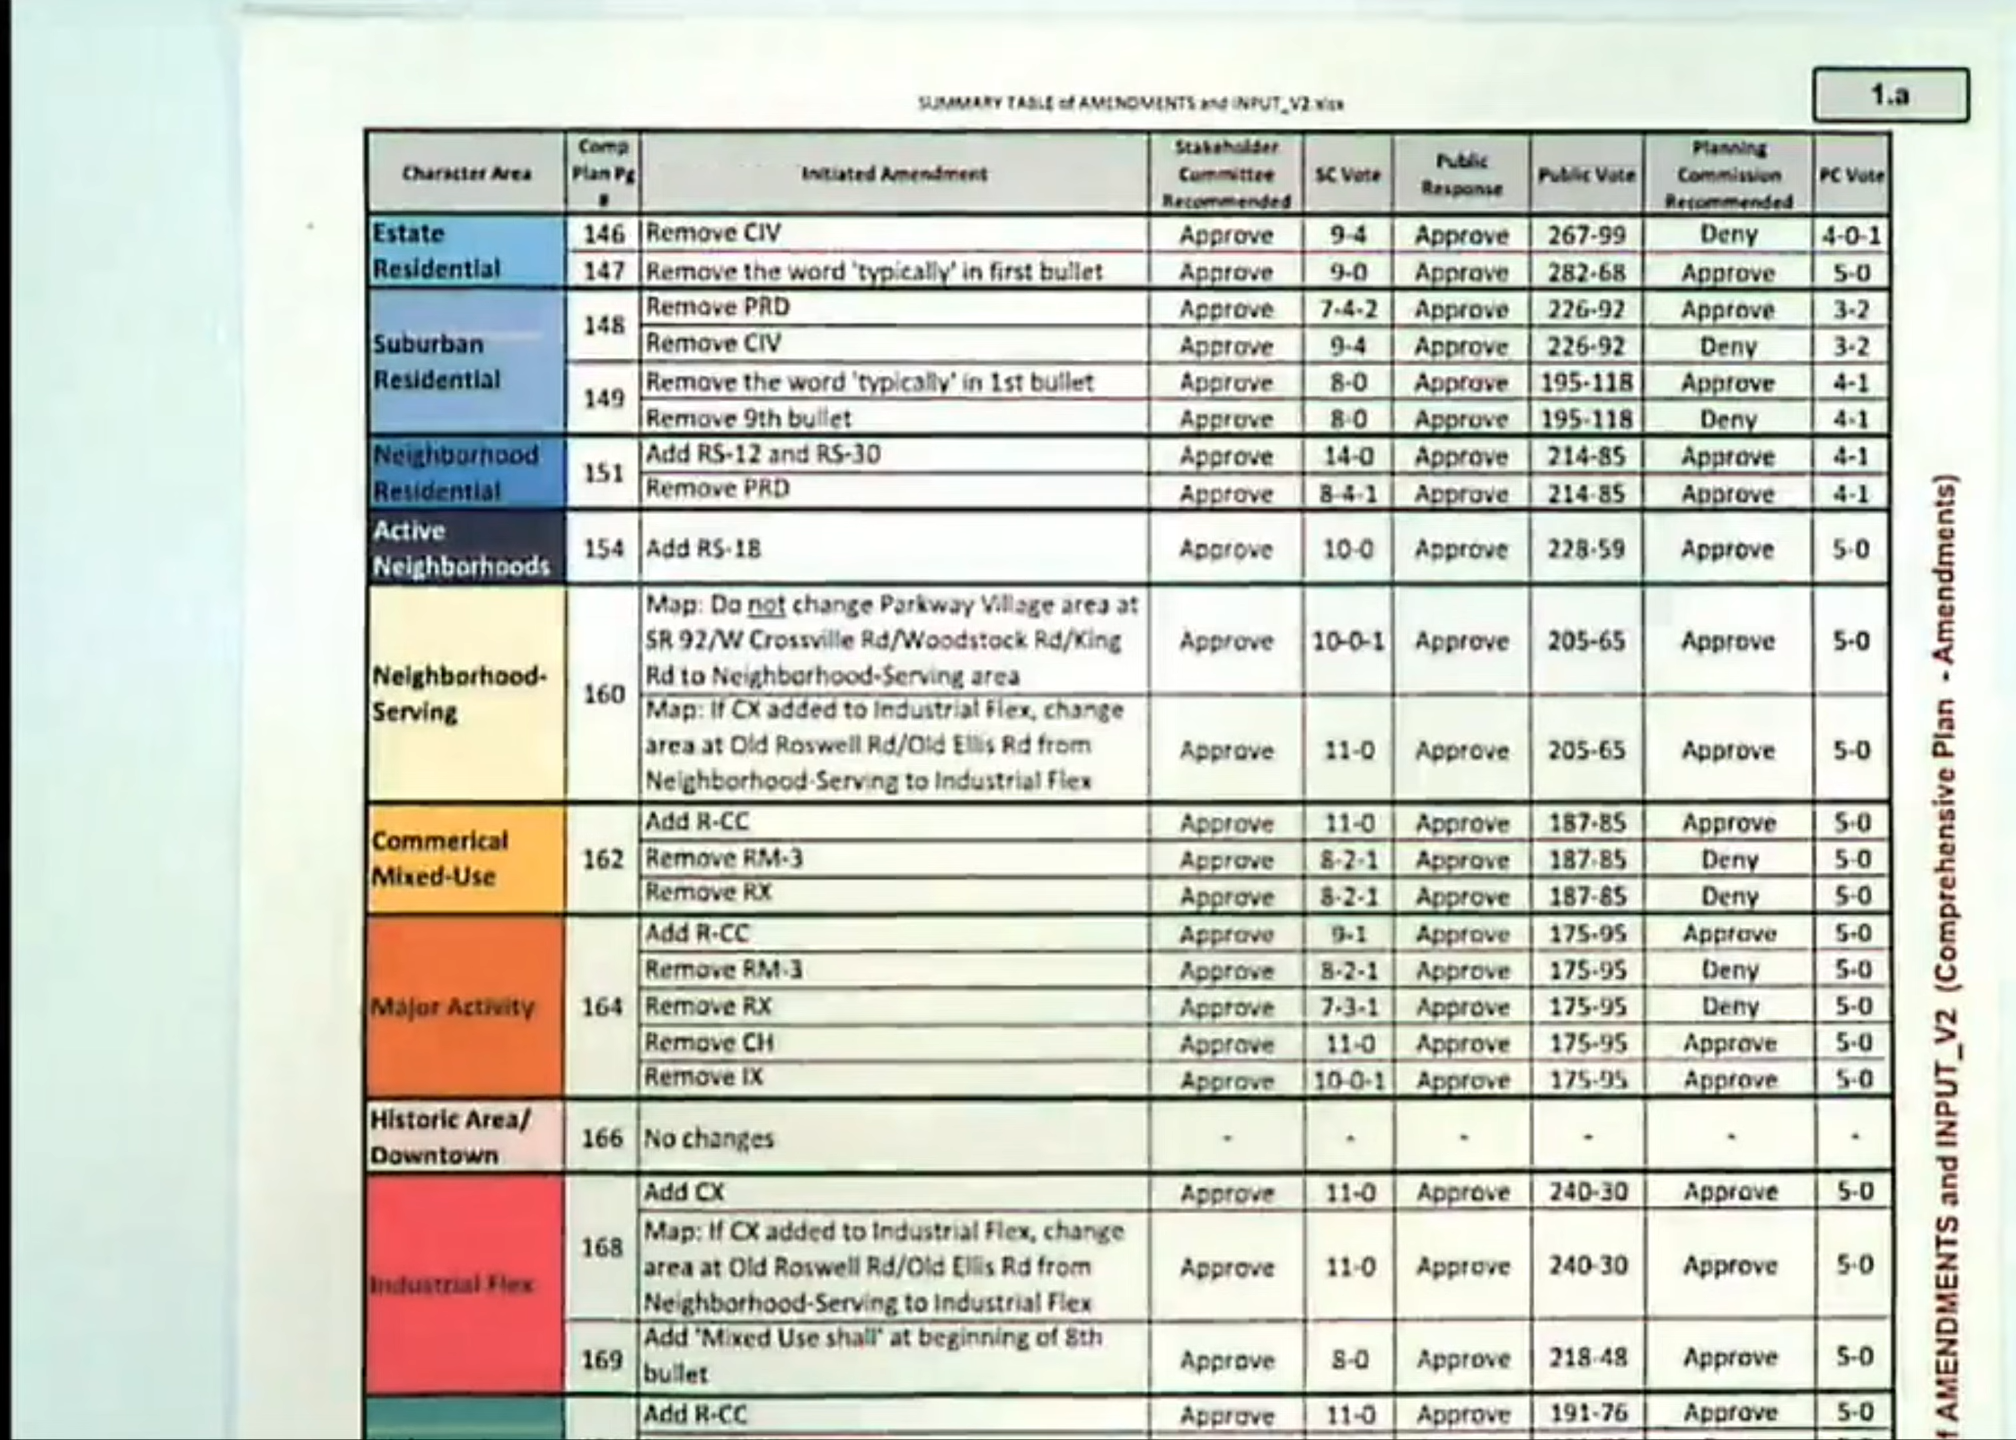 1.a
SUMMARY TABLE of AMENDMENTS and INPUT_V2.xlsx
Character Area | Comp Plan Pg # | Initiated Amendment | Stakeholder Committee Recommended | SC Vote | Public Response | Public Vote | Planning Commission Recommended | PC Vote
Estate Residential | 146 | Remove CIV | Approve | 9-4 | Approve | 267-99 | Deny | 4-0-1
147 | Remove the word 'typically' in first bullet | Approve | 9-0 | Approve | 282-68 | Approve | 5-0
Suburban Residential | 148 | Remove PRD | Approve | 7-4-2 | Approve | 226-92 | Approve | 3-2
Remove CIV | Approve | 9-4 | Approve | 226-92 | Deny | 3-2
149 | Remove the word 'typically' in 1st bullet | Approve | 8-0 | Approve | 195-118 | Approve | 4-1
Remove 9th bullet | Approve | 8-0 | Approve | 195-118 | Deny | 4-1
Neighborhood Residential | 151 | Add RS-12 and RS-30 | Approve | 14-0 | Approve | 214-85 | Approve | 4-1
Remove PRD | Approve | 8-4-1 | Approve | 214-85 | Approve | 4-1
Active Neighborhoods | 154 | Add RS-18 | Approve | 10-0 | Approve | 228-59 | Approve | 5-0
Neighborhood-Serving | 160 | Map: Do not change Parkway Village area at SR 92/W Crossville Rd/Woodstock Rd/King Rd to Neighborhood-Serving area | Approve | 10-0-1 | Approve | 205-65 | Approve | 5-0
Map: If CX added to Industrial Flex, change area at Old Roswell Rd/Old Ellis Rd from Neighborhood-Serving to Industrial Flex | Approve | 11-0 | Approve | 205-65 | Approve | 5-0
Commerical Mixed-Use | 162 | Add R-CC | Approve | 11-0 | Approve | 187-85 | Approve | 5-0
Remove RM-3 | Approve | 8-2-1 | Approve | 187-85 | Deny | 5-0
Remove RX | Approve | 8-2-1 | Approve | 187-85 | Deny | 5-0
Major Activity | 164 | Add R-CC | Approve | 9-1 | Approve | 175-95 | Approve | 5-0
Remove RM-3 | Approve | 8-2-1 | Approve | 175-95 | Deny | 5-0
Remove RX | Approve | 7-3-1 | Approve | 175-95 | Deny | 5-0
Remove CH | Approve | 11-0 | Approve | 175-95 | Approve | 5-0
Remove IX | Approve | 10-0-1 | Approve | 175-95 | Approve | 5-0
Historic Area/ Downtown | 166 | No changes | - | - | - | - | - | -
Industrial Flex | 168 | Add CX | Approve | 11-0 | Approve | 240-30 | Approve | 5-0
Map: If CX added to Industrial Flex, change area at Old Roswell Rd/Old Ellis Rd from Neighborhood-Serving to Industrial Flex | Approve | 11-0 | Approve | 240-30 | Approve | 5-0
169 | Add 'Mixed Use shall' at beginning of 8th bullet | Approve | 8-0 | Approve | 218-48 | Approve | 5-0
Add R-CC | Approve | 11-0 | Approve | 191-76 | Approve | 5-0
AMENDMENTS and INPUT_V2 (Comprehensive Plan - Amendments)